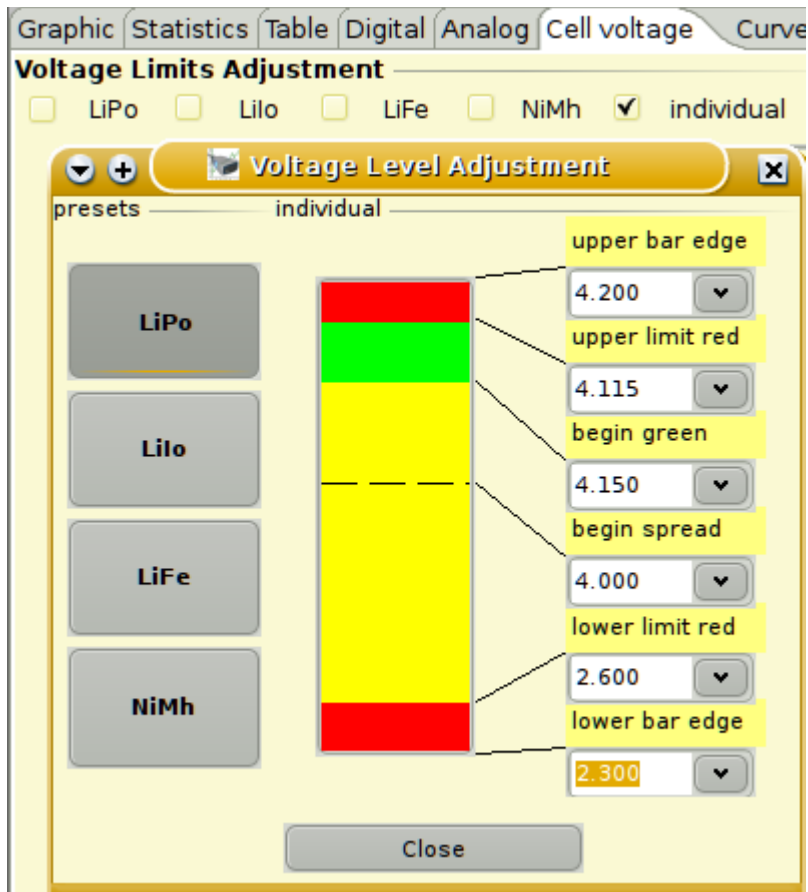 Graphic Statistics Table Digital Analog Cell voltage Curve
Voltage Limits Adjustment
LiPo LiIo LiFe NiMh individual
Voltage Level Adjustment
presets individual
upper bar edge
4.200
LiPo
upper limit red
4.115
begin green
LiIo
4.150
begin spread
LiFe
4.000
lower limit red
2.600
NiMh
lower bar edge
2.300
Close